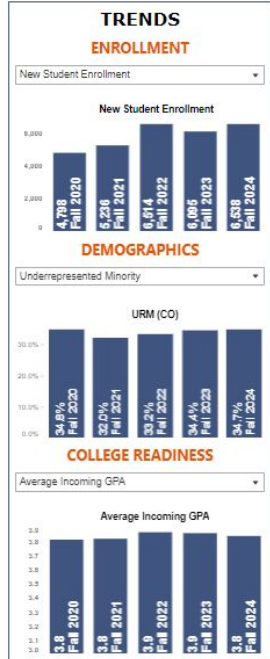 TRENDS
ENROLLMENT
New Student Enrollment
New Student Enrollment
6,000
4,000
2,000
0
4,798
Fall 2020
5,236
Fall 2021
6,514
Fall 2022
6,095
Fall 2023
6,538
Fall 2024
DEMOGRAPHICS
Underrepresented Minority
URM (CO)
30.0%
20.0%
10.0%
0.0%
34.8%
Fall 2020
32.0%
Fall 2021
33.2%
Fall 2022
34.4%
Fall 2023
34.7%
Fall 2024
COLLEGE READINESS
Average Incoming GPA
Average Incoming GPA
3.9
3.8
3.7
3.6
3.5
3.4
3.3
3.2
3.1
3.0
3.8
Fall 2020
3.8
Fall 2021
3.9
Fall 2022
3.9
Fall 2023
3.8
Fall 2024